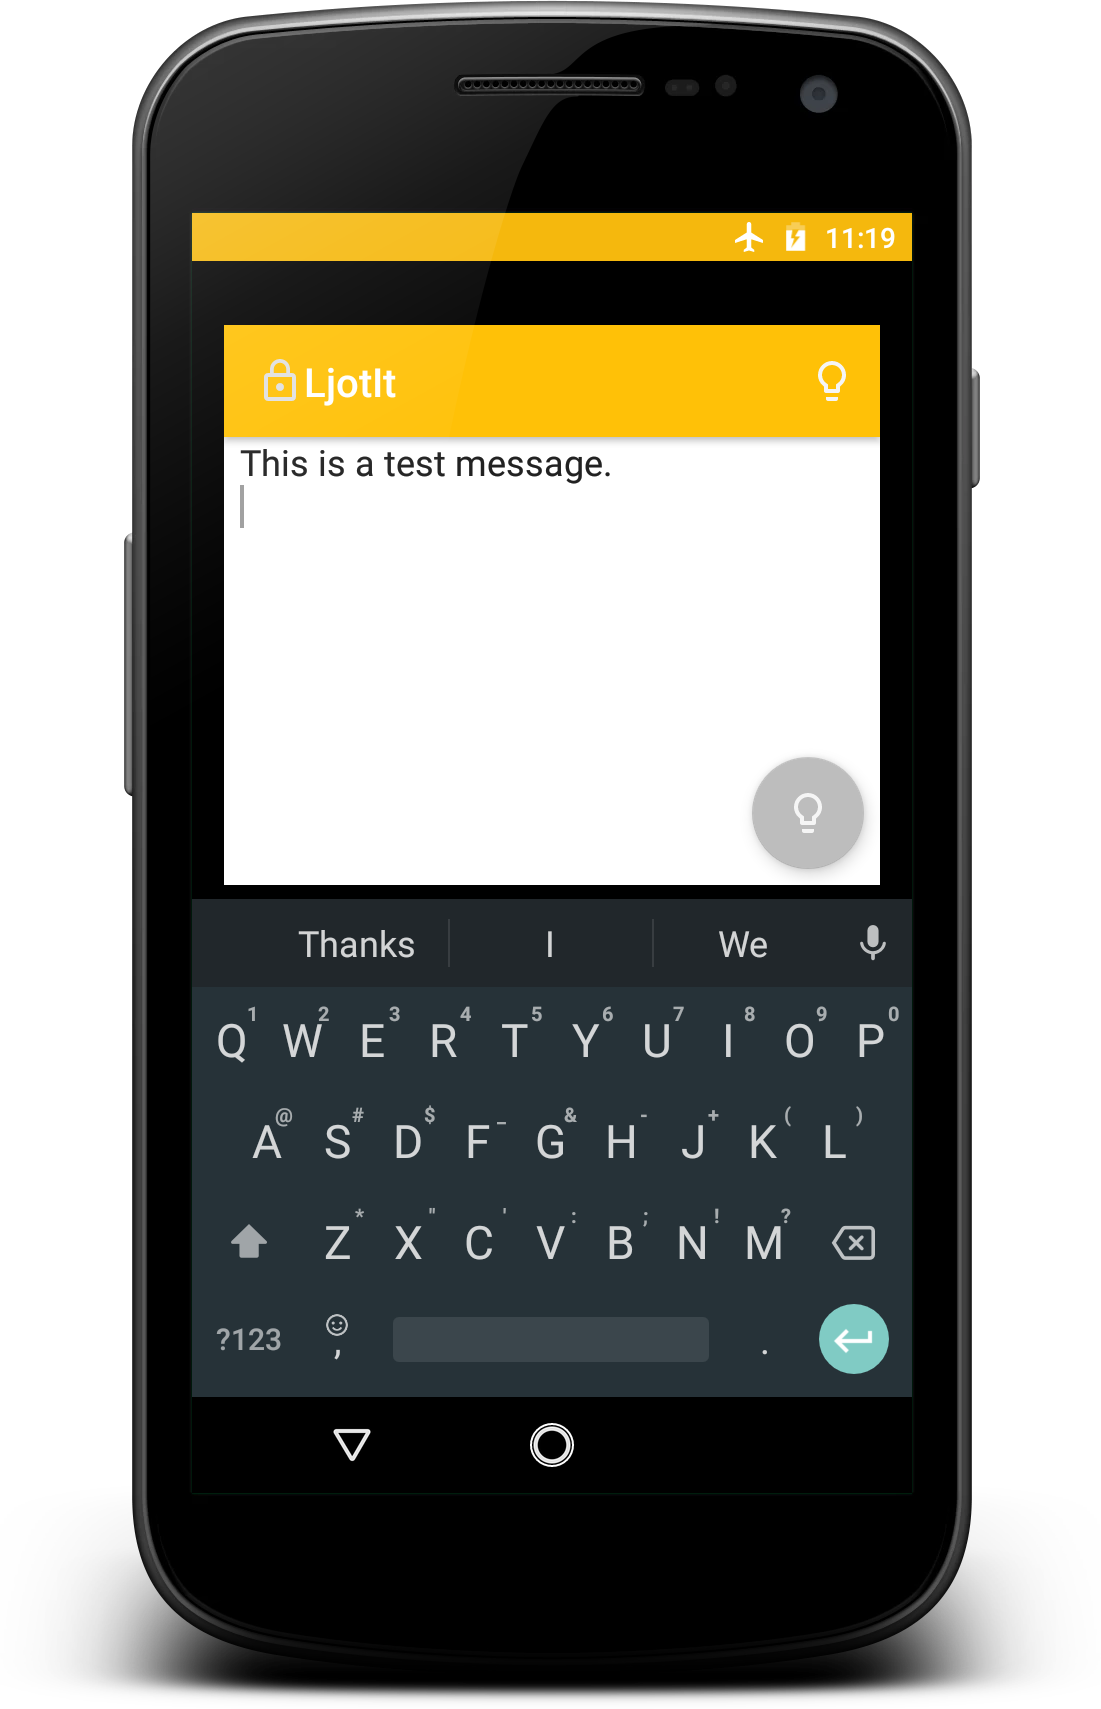 11:19
LjotIt
This is a test message.
Thanks I We
1 2 3 4 5 6 7 8 9 0
Q W E R T Y U I O P
@ # $ _ & - + ( )
A S D F G H J K L
* " ' : ; ! ?
Z X C V B N M
?123 , .